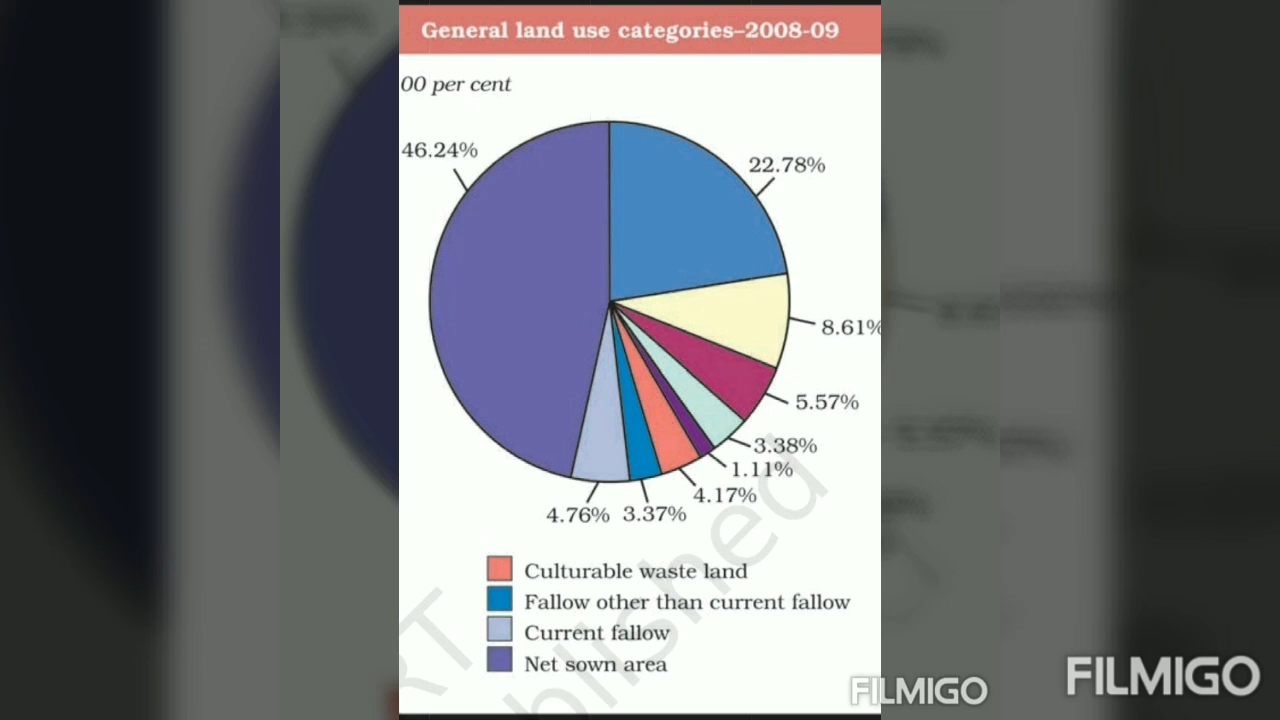 General land use categories–2008-09
00 per cent
46.24%
22.78%
8.61%
5.57%
3.38%
1.11%
4.17%
4.76% 3.37%
Culturable waste land
Fallow other than current fallow
Current fallow
Net sown area
FILMIGO
FILMIGO